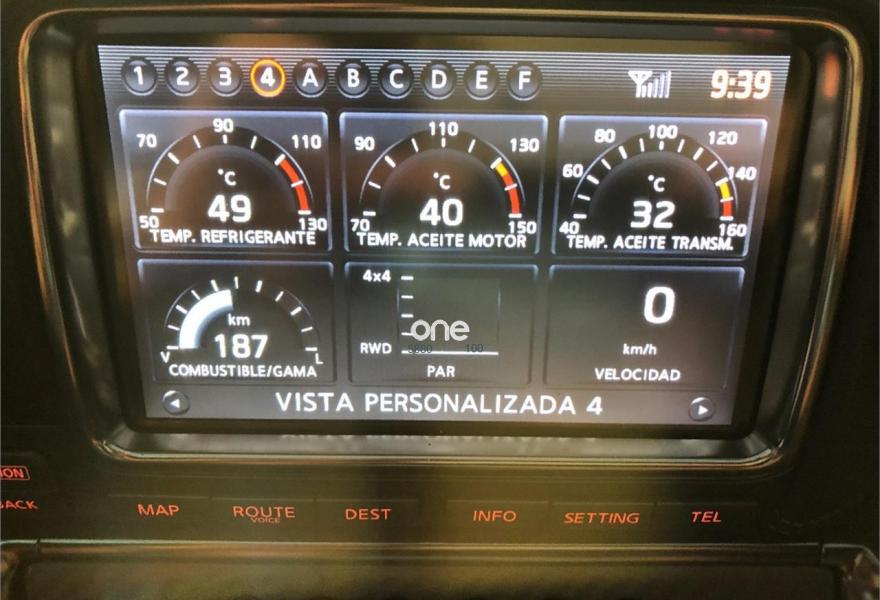 1 2 3 4 A B C D E F 9:39
70 90 110
50 °C 49 130
TEMP. REFRIGERANTE
90 110 130
70 °C 40 150
TEMP. ACEITE MOTOR
60 80 100 120 140
40 °C 32 160
TEMP. ACEITE TRANSM.
km
V 187 L
COMBUSTIBLE/GAMA
4x4
one
RWD
PAR
0
km/h
VELOCIDAD
VISTA PERSONALIZADA 4
ION
BACK
MAP
ROUTE
VOICE
DEST
INFO
SETTING
TEL